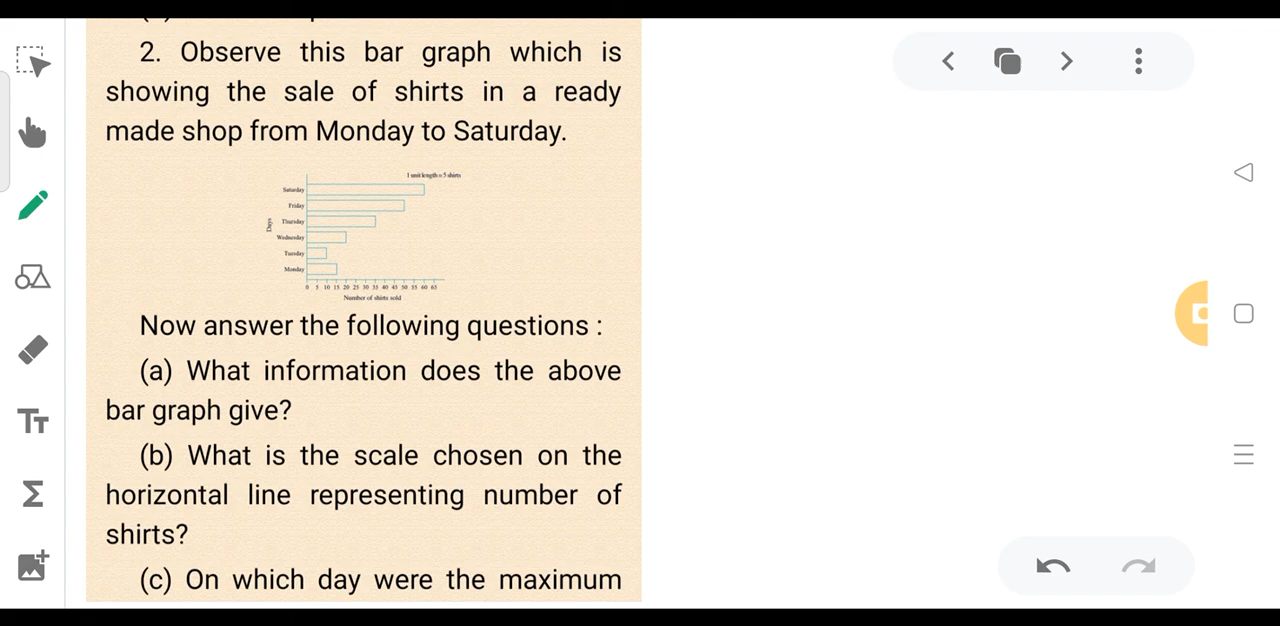 2. Observe this bar graph which is
showing the sale of shirts in a ready
made shop from Monday to Saturday.
1 unit length = 5 shirts
Saturday
Friday
Thursday
Days
Wednesday
Tuesday
Monday
0 5 10 15 20 25 30 35 40 45 50 55 60 65
Number of shirts sold
Now answer the following questions :
(a) What information does the above
bar graph give?
(b) What is the scale chosen on the
horizontal line representing number of
shirts?
(c) On which day were the maximum
TT
Σ